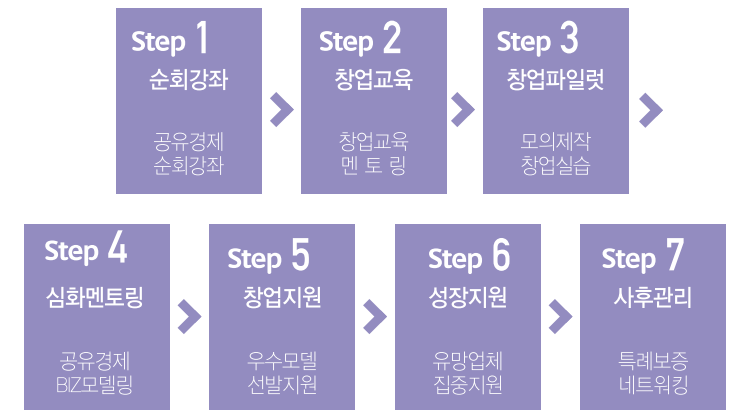 Step 1
순회강좌
공유경제
순회강좌
Step 2
창업교육
창업교육
멘 토 링
Step 3
창업파일럿
모의제작
창업실습
Step 4
심화멘토링
공유경제
BIZ모델링
Step 5
창업지원
우수모델
선발지원
Step 6
성장지원
유망업체
집중지원
Step 7
사후관리
특례보증
네트워킹